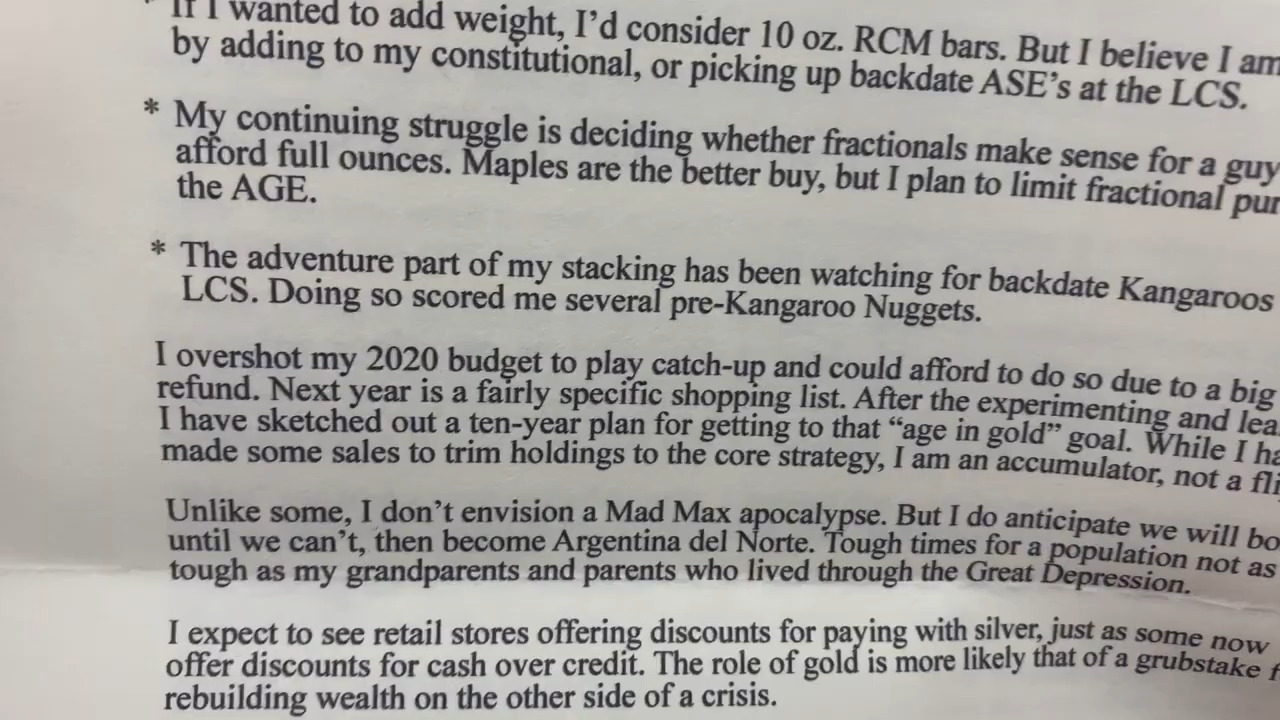 If I wanted to add weight, I'd consider 10 oz. RCM bars. But I believe I am
by adding to my constitutional, or picking up backdate ASE's at the LCS.
* My continuing struggle is deciding whether fractionals make sense for a guy
afford full ounces. Maples are the better buy, but I plan to limit fractional pur
the AGE.
* The adventure part of my stacking has been watching for backdate Kangaroos
LCS. Doing so scored me several pre-Kangaroo Nuggets.
I overshot my 2020 budget to play catch-up and could afford to do so due to a big
refund. Next year is a fairly specific shopping list. After the experimenting and lea
I have sketched out a ten-year plan for getting to that “age in gold” goal. While I ha
made some sales to trim holdings to the core strategy, I am an accumulator, not a fli
Unlike some, I don't envision a Mad Max apocalypse. But I do anticipate we will bo
until we can't, then become Argentina del Norte. Tough times for a population not as
tough as my grandparents and parents who lived through the Great Depression.
I expect to see retail stores offering discounts for paying with silver, just as some now
offer discounts for cash over credit. The role of gold is more likely that of a grubstake f
rebuilding wealth on the other side of a crisis.